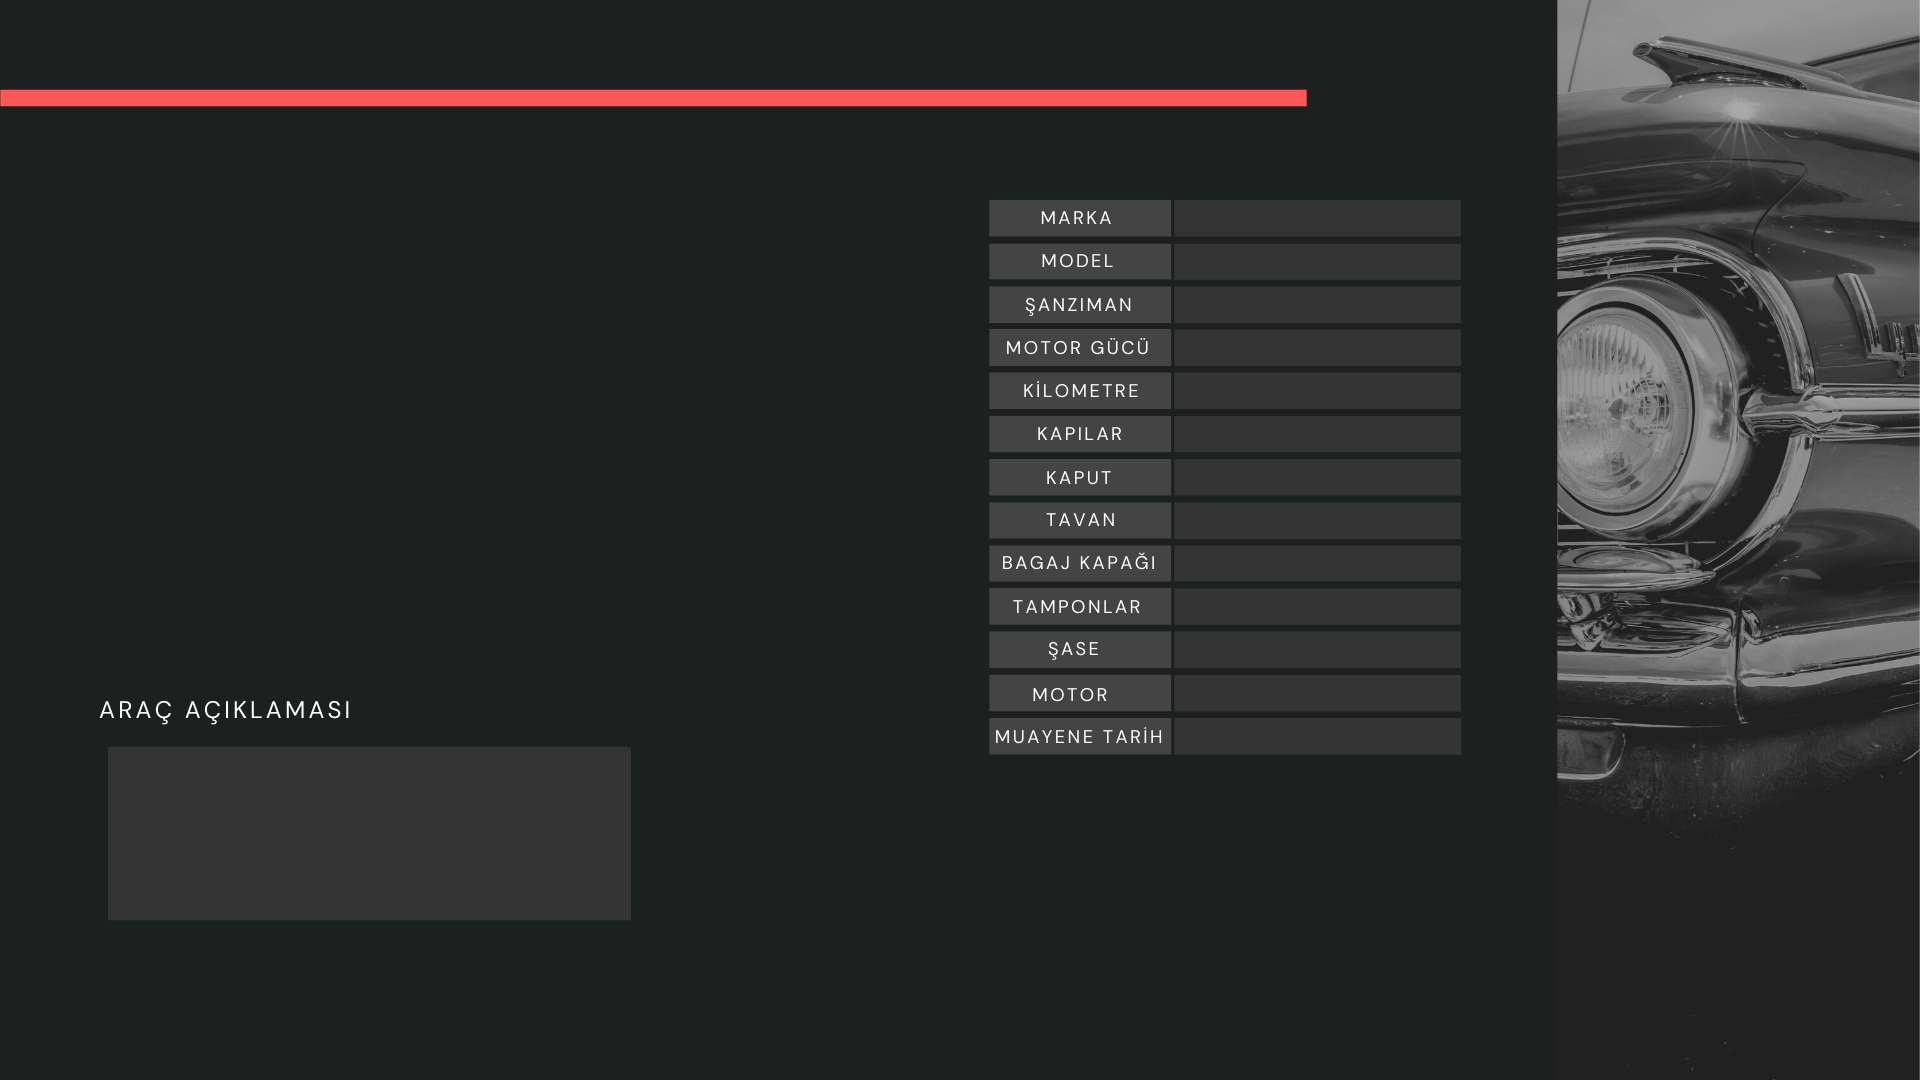 MARKA
MODEL
ŞANZIMAN
MOTOR GÜCÜ
KİLOMETRE
KAPILAR
KAPUT
TAVAN
BAGAJ KAPAĞI
TAMPONLAR
ŞASE
MOTOR
MUAYENE TARİH
ARAÇ AÇIKLAMASI